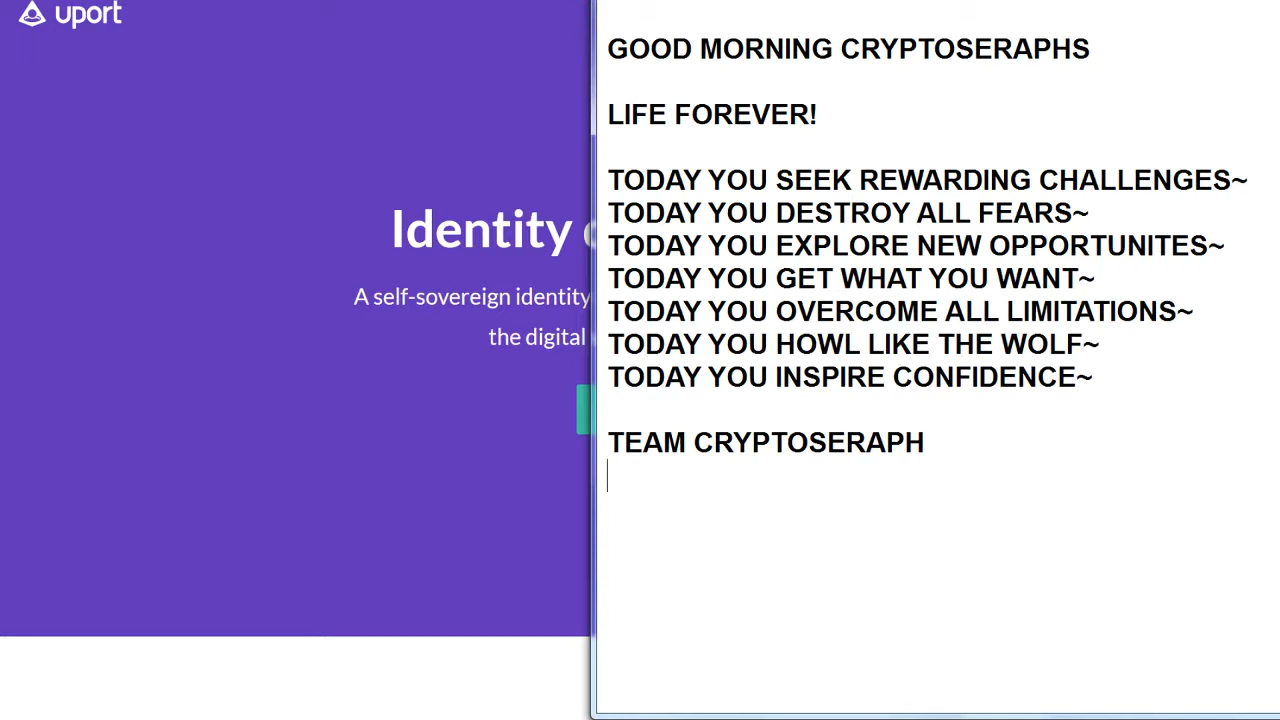 uport
Identity
A self-sovereign identity
the digital
GOOD MORNING CRYPTOSERAPHS
LIFE FOREVER!
TODAY YOU SEEK REWARDING CHALLENGES~
TODAY YOU DESTROY ALL FEARS~
TODAY YOU EXPLORE NEW OPPORTUNITES~
TODAY YOU GET WHAT YOU WANT~
TODAY YOU OVERCOME ALL LIMITATIONS~
TODAY YOU HOWL LIKE THE WOLF~
TODAY YOU INSPIRE CONFIDENCE~
TEAM CRYPTOSERAPH